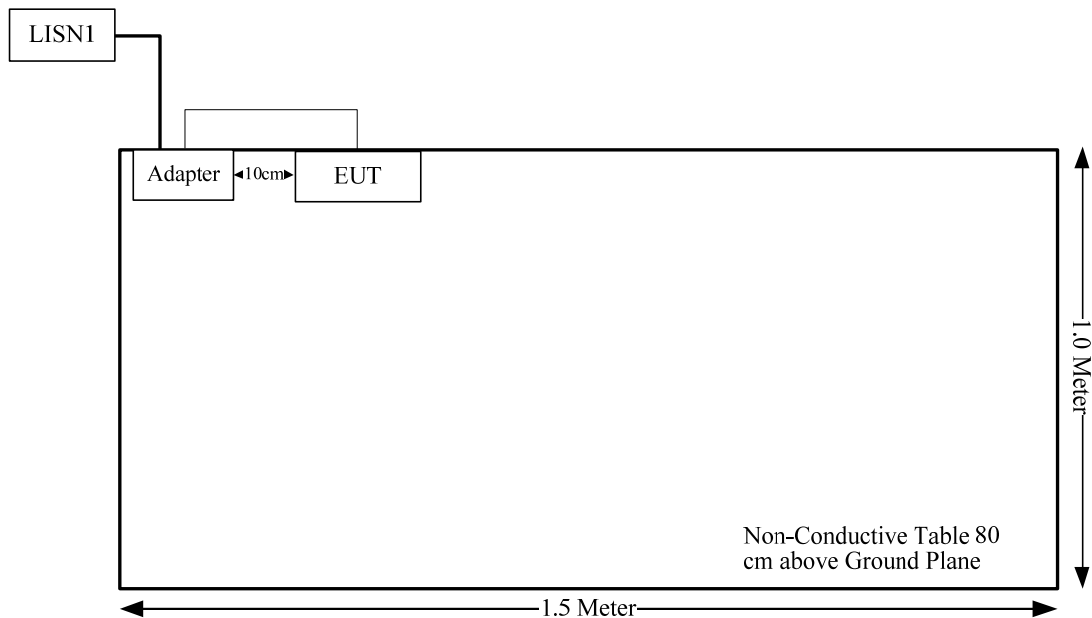 LISN1
Adapter
10cm
EUT
1.0 Meter
Non-Conductive Table 80
cm above Ground Plane
1.5 Meter